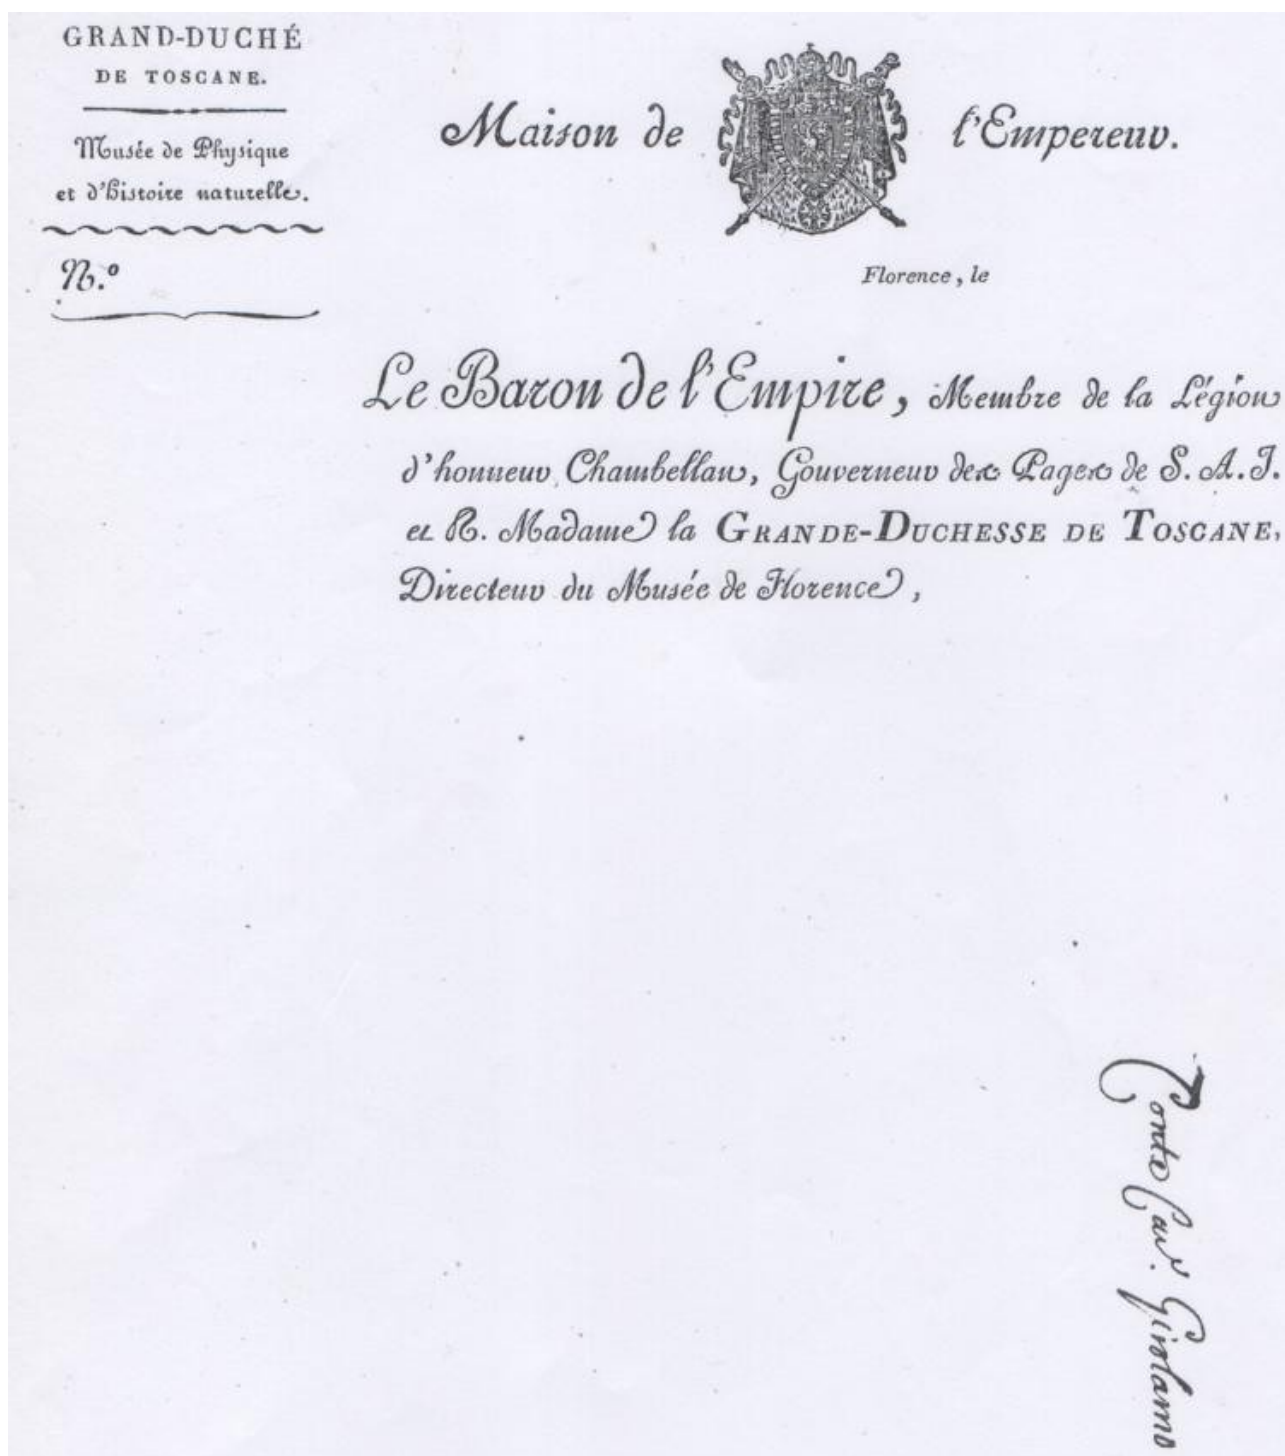 GRAND-DUCHÉ
DE TOSCANE.
Musée de Physique
et d'histoire naturelle.
N.º
Maison de l'Empereur.
Florence, le
Le Baron de l'Empire, Membre de la Légion
d'honneur Chambellan, Gouverneur des Pages de S. A. I.
et R. Madame la GRANDE-DUCHESSE DE TOSCANE,
Directeur du Musée de Florence,
Conte Cav. Girolamo